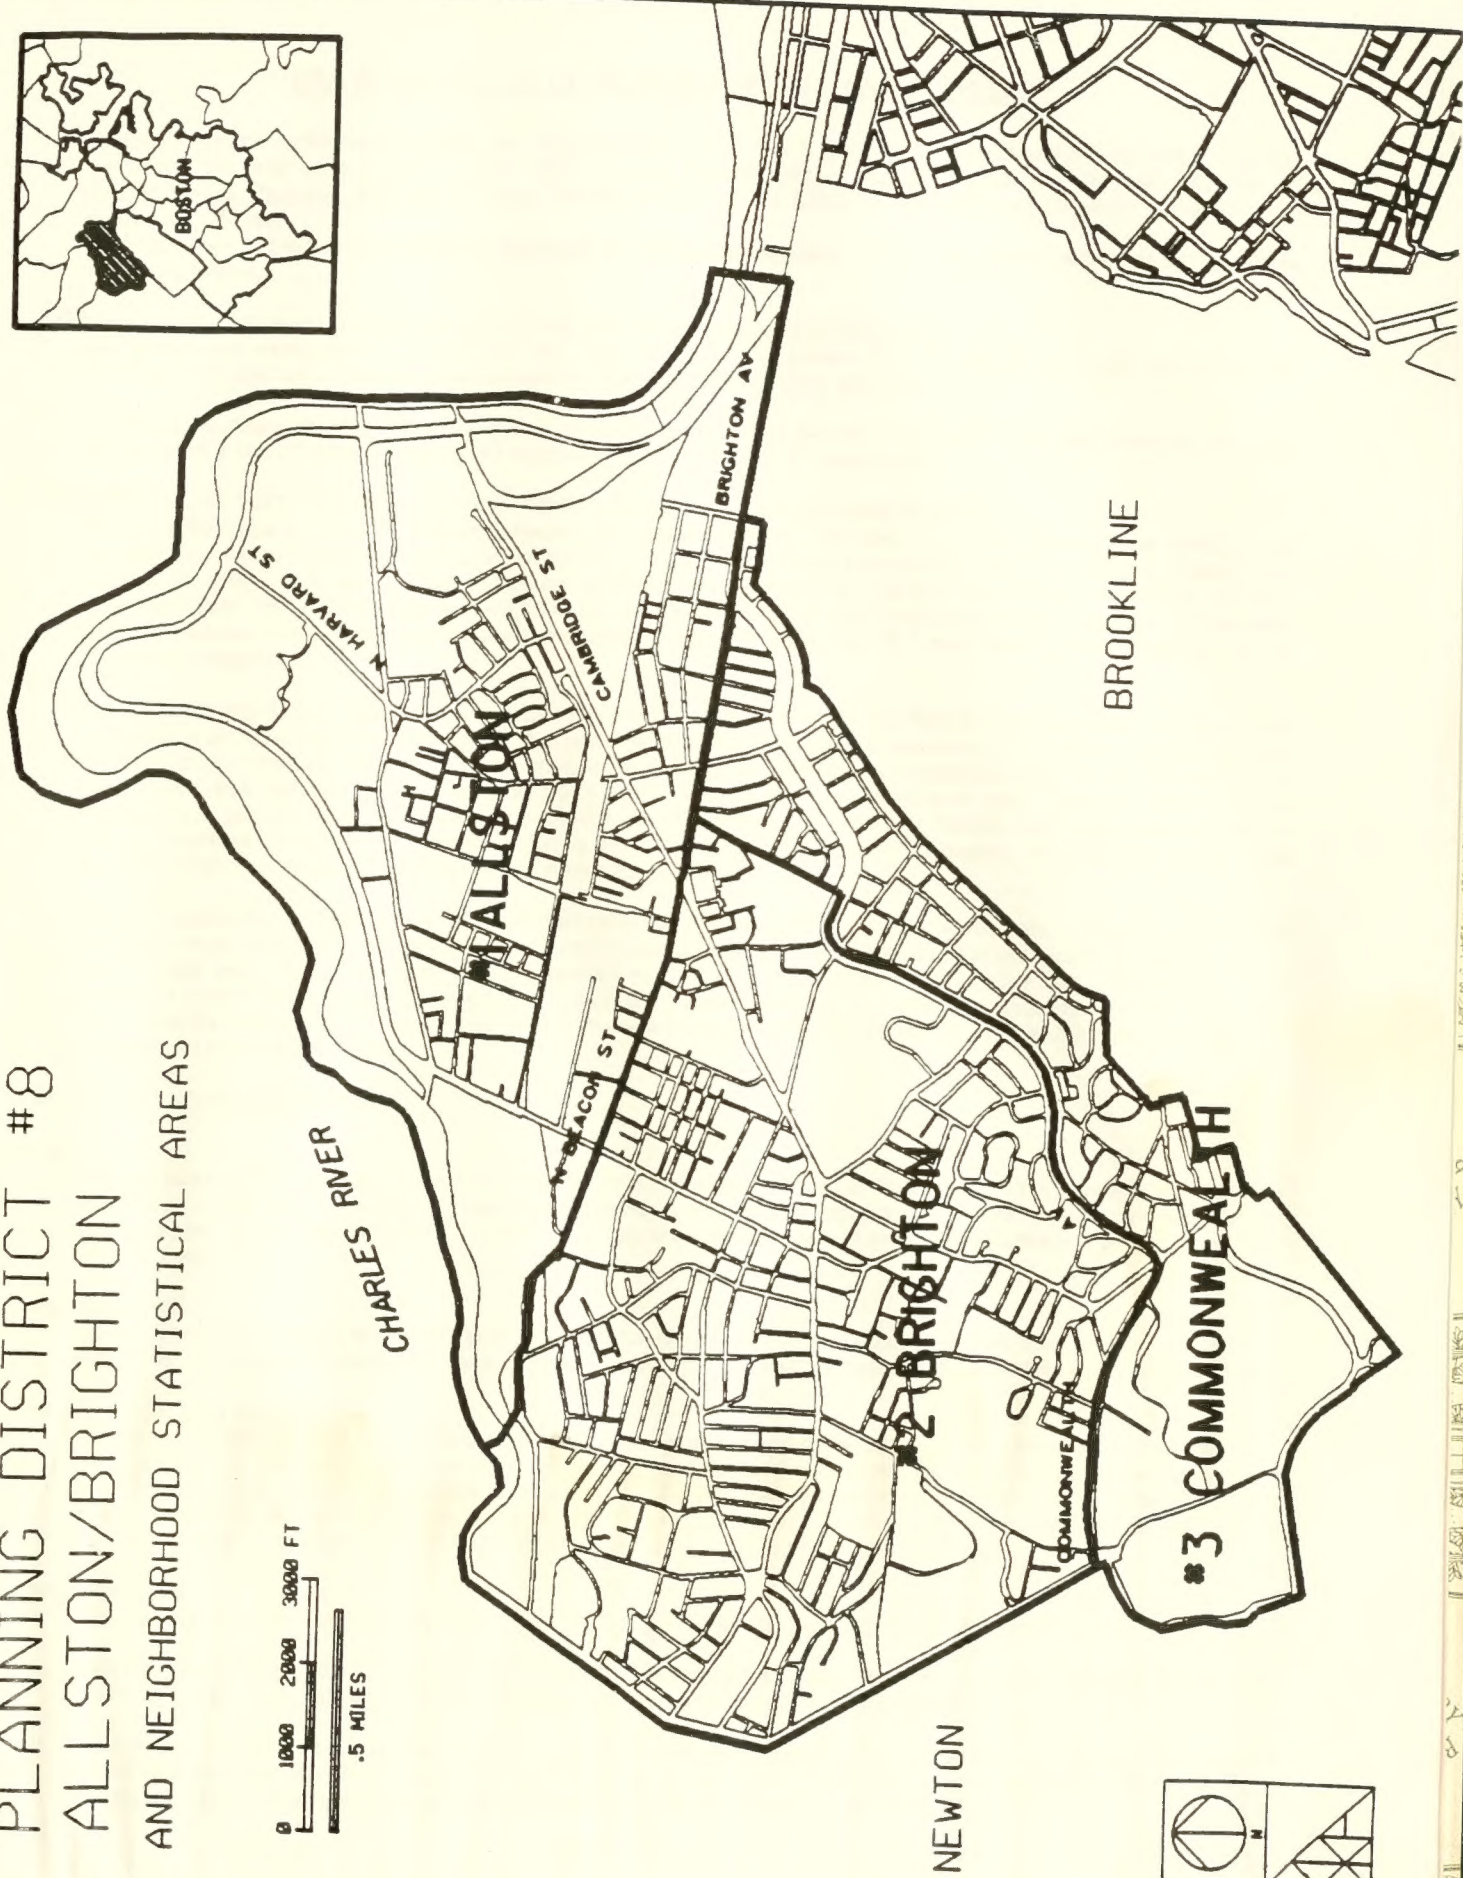 PLANNING DISTRICT #8
ALLSTON/BRIGHTON
AND NEIGHBORHOOD STATISTICAL AREAS
0 1000 2000 3000 FT
.5 MILES
BOSTON
CHARLES RIVER
N HARVARD ST
CAMBRIDGE ST
BRIGHTON AV
#1 ALLSTON
N BEACON ST
#2 BRIGHTON
COMMONWEALTH
#3 COMMONWEALTH
BROOKLINE
NEWTON
N